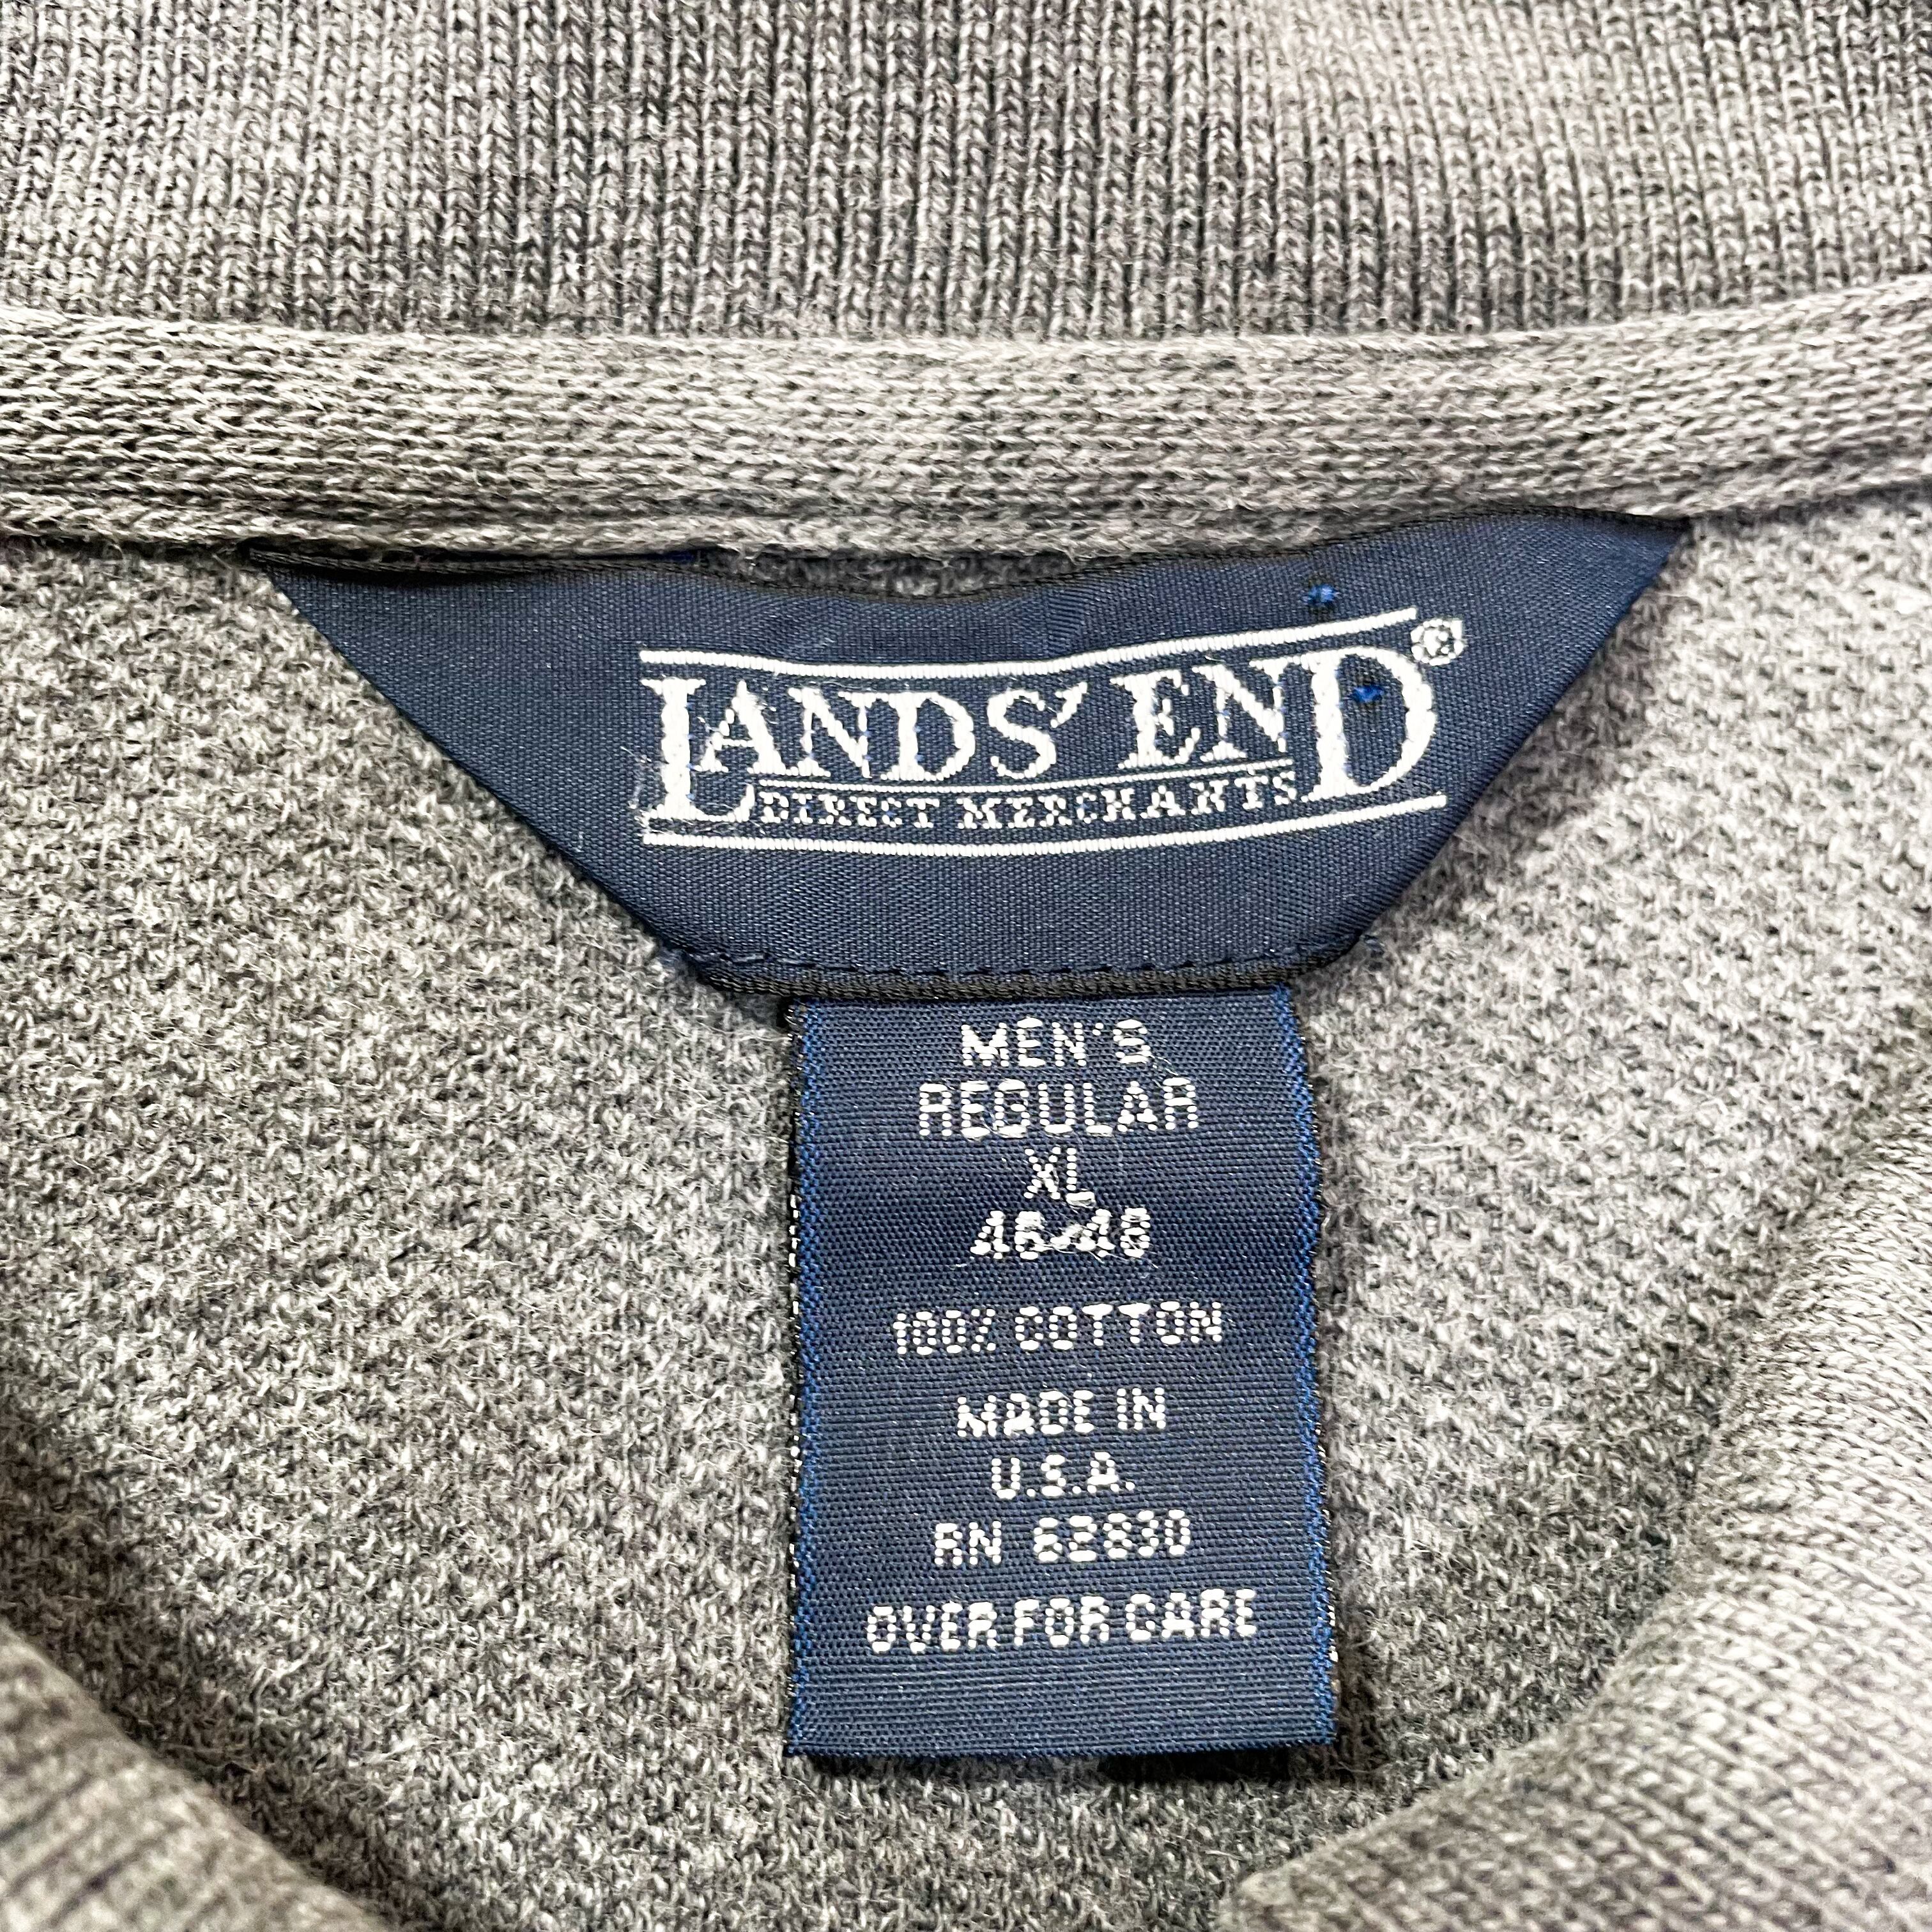 LANDS' END®
DIRECT MERCHANTS
MEN'S
REGULAR
XL
46-48
100% COTTON
MADE IN
U.S.A.
RN 62830
OVER FOR CARE